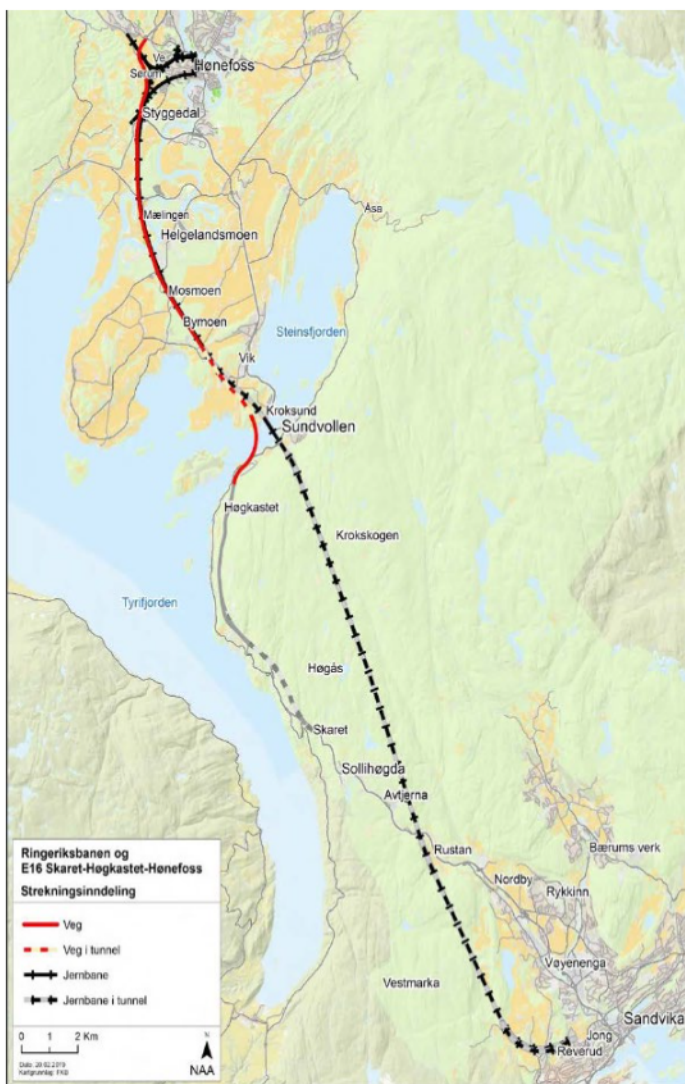 Ve
Hønefoss
Sørum
Styggedal
Åsa
Mælingen
Helgelandsmoen
Mosmoen
Bymoen
Steinsfjorden
Vik
Kroksund
Sundvollen
Høgkastet
Krokskogen
Tyrifjorden
Høgås
Skaret
Sollihøgda
Avtjerna
Rustan
Bærums verk
Nordby
Rykkinn
Vøyenenga
Vestmarka
Sandvika
Jong
Reverud
Ringeriksbanen og
E16 Skaret-Høgkastet-Hønefoss
Strekningsinndeling
Veg
Veg i tunnel
Jernbane
Jernbane i tunnel
0 1 2 Km
N
NAA